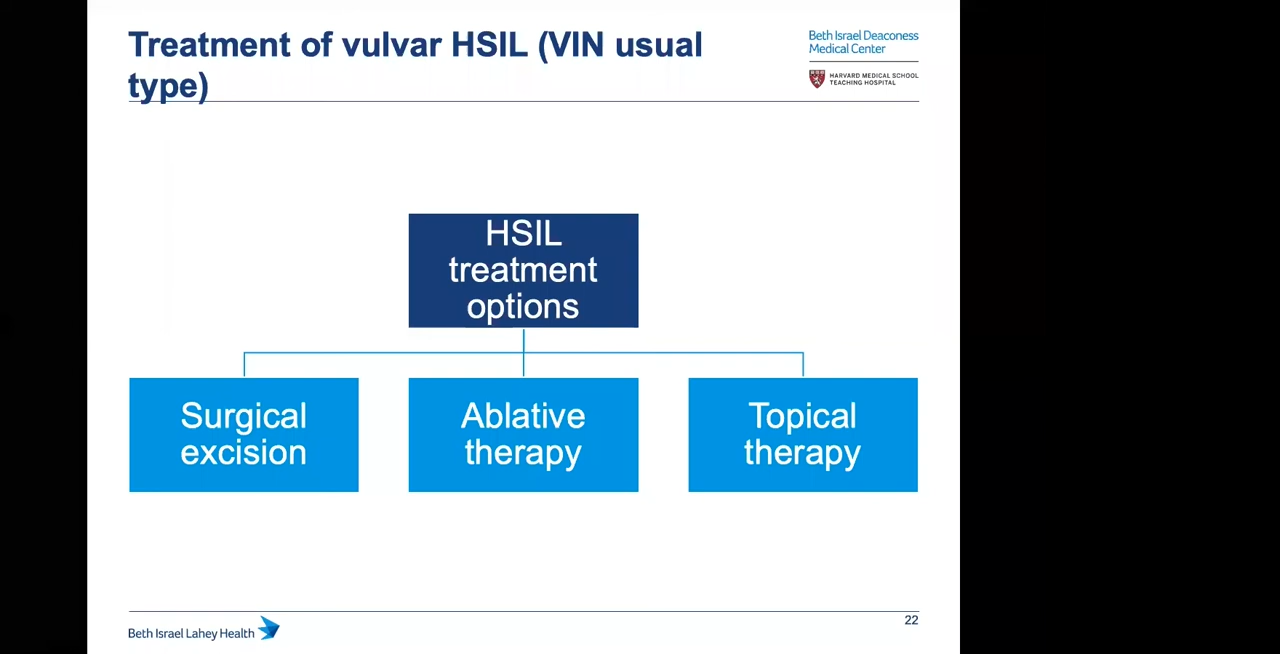 Treatment of vulvar HSIL (VIN usual
type)
Beth Israel Deaconess
Medical Center
HARVARD MEDICAL SCHOOL
TEACHING HOSPITAL
HSIL
treatment
options
Surgical
excision
Ablative
therapy
Topical
therapy
Beth Israel Lahey Health
22